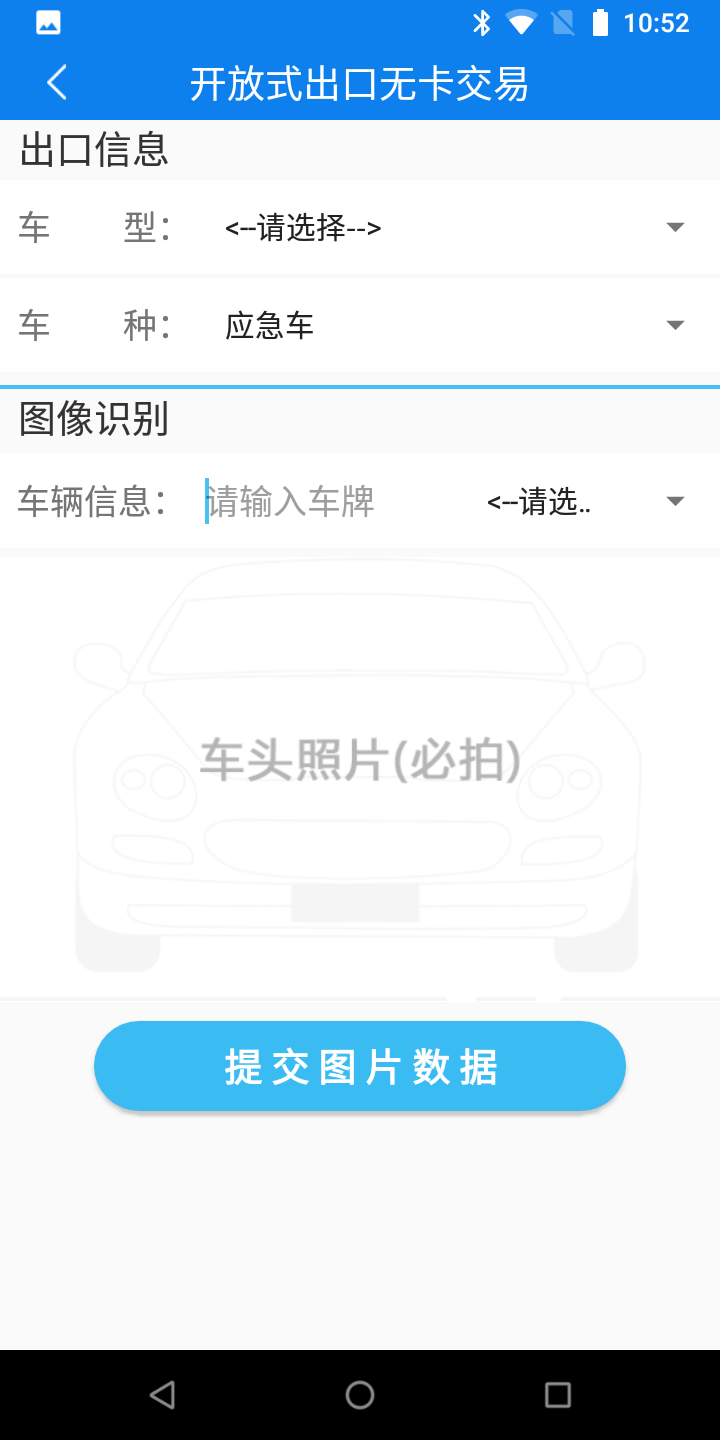 10:52
开放式出口无卡交易
出口信息
车 型： <--请选择-->
车 种： 应急车
图像识别
车辆信息： 请输入车牌 <--请选..
车头照片(必拍)
提交图片数据